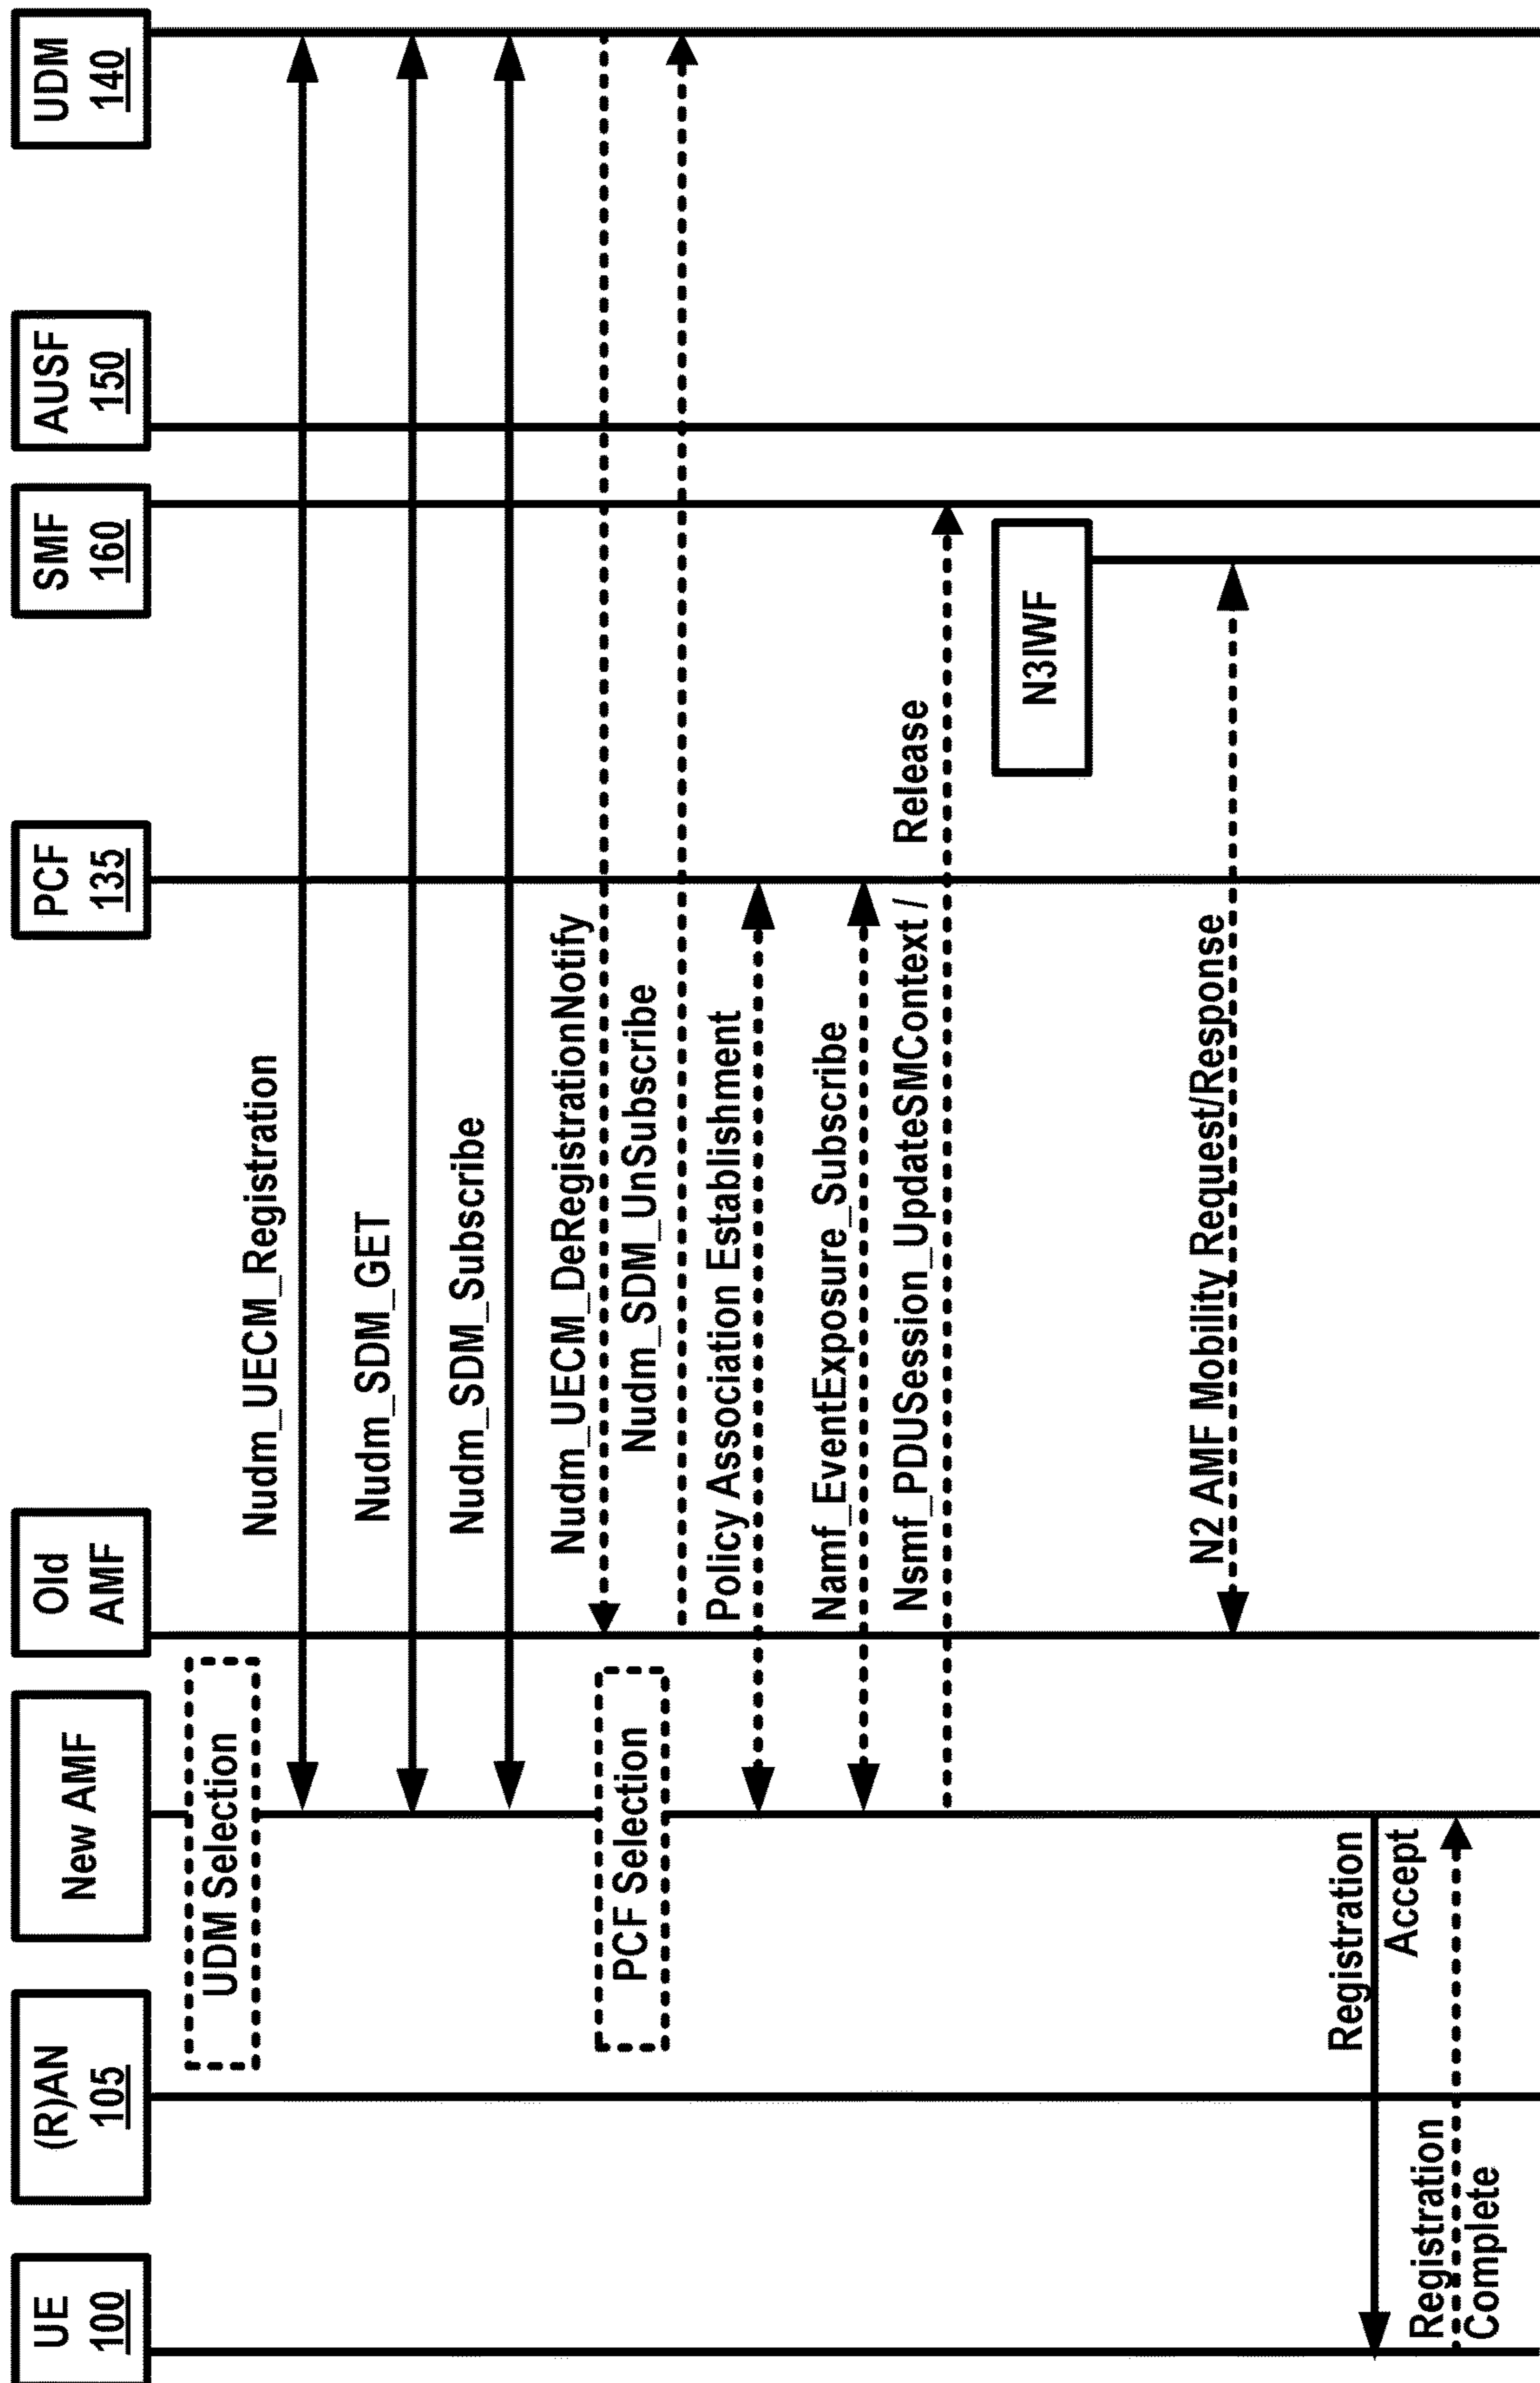 UE
100
(R)AN
105
New AMF
Old
AMF
PCF
135
SMF
160
AUSF
150
UDM
140
UDM Selection
Nudm_UECM_Registration
Nudm_SDM_GET
Nudm_SDM_Subscribe
Nudm_UECM_DeRegistrationNotify
PCF Selection
Nudm_SDM_UnSubscribe
Policy Association Establishment
Namf_EventExposure_Subscribe
Nsmf_PDUSession_UpdateSMContext / Release
N3IWF
N2 AMF Mobility Request/Response
Registration
Accept
Registration
Complete